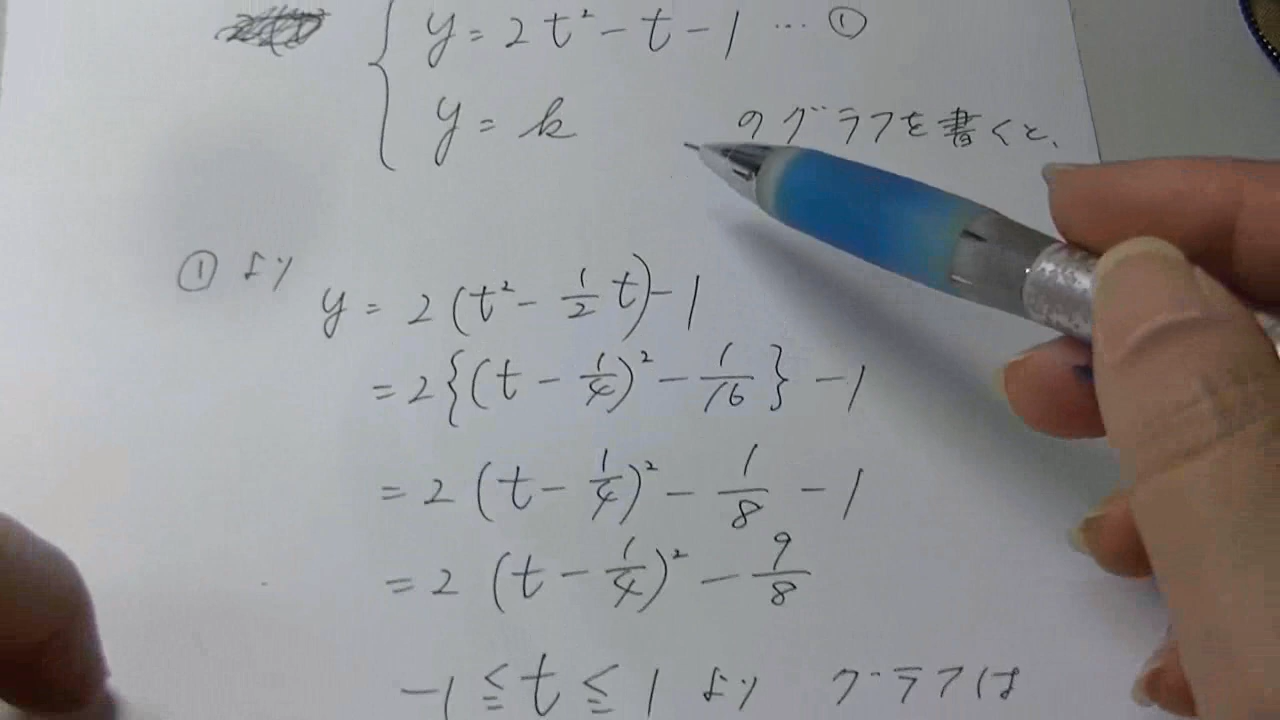 y = 2t² - t - 1 … ①
y = k のグラフを書くと、
①より
y = 2(t² - 1/2 t) - 1
= 2{(t - 1/4)² - 1/16} - 1
= 2(t - 1/4)² - 1/8 - 1
= 2(t - 1/4)² - 9/8
-1 ≦ t ≦ 1 より グラフは